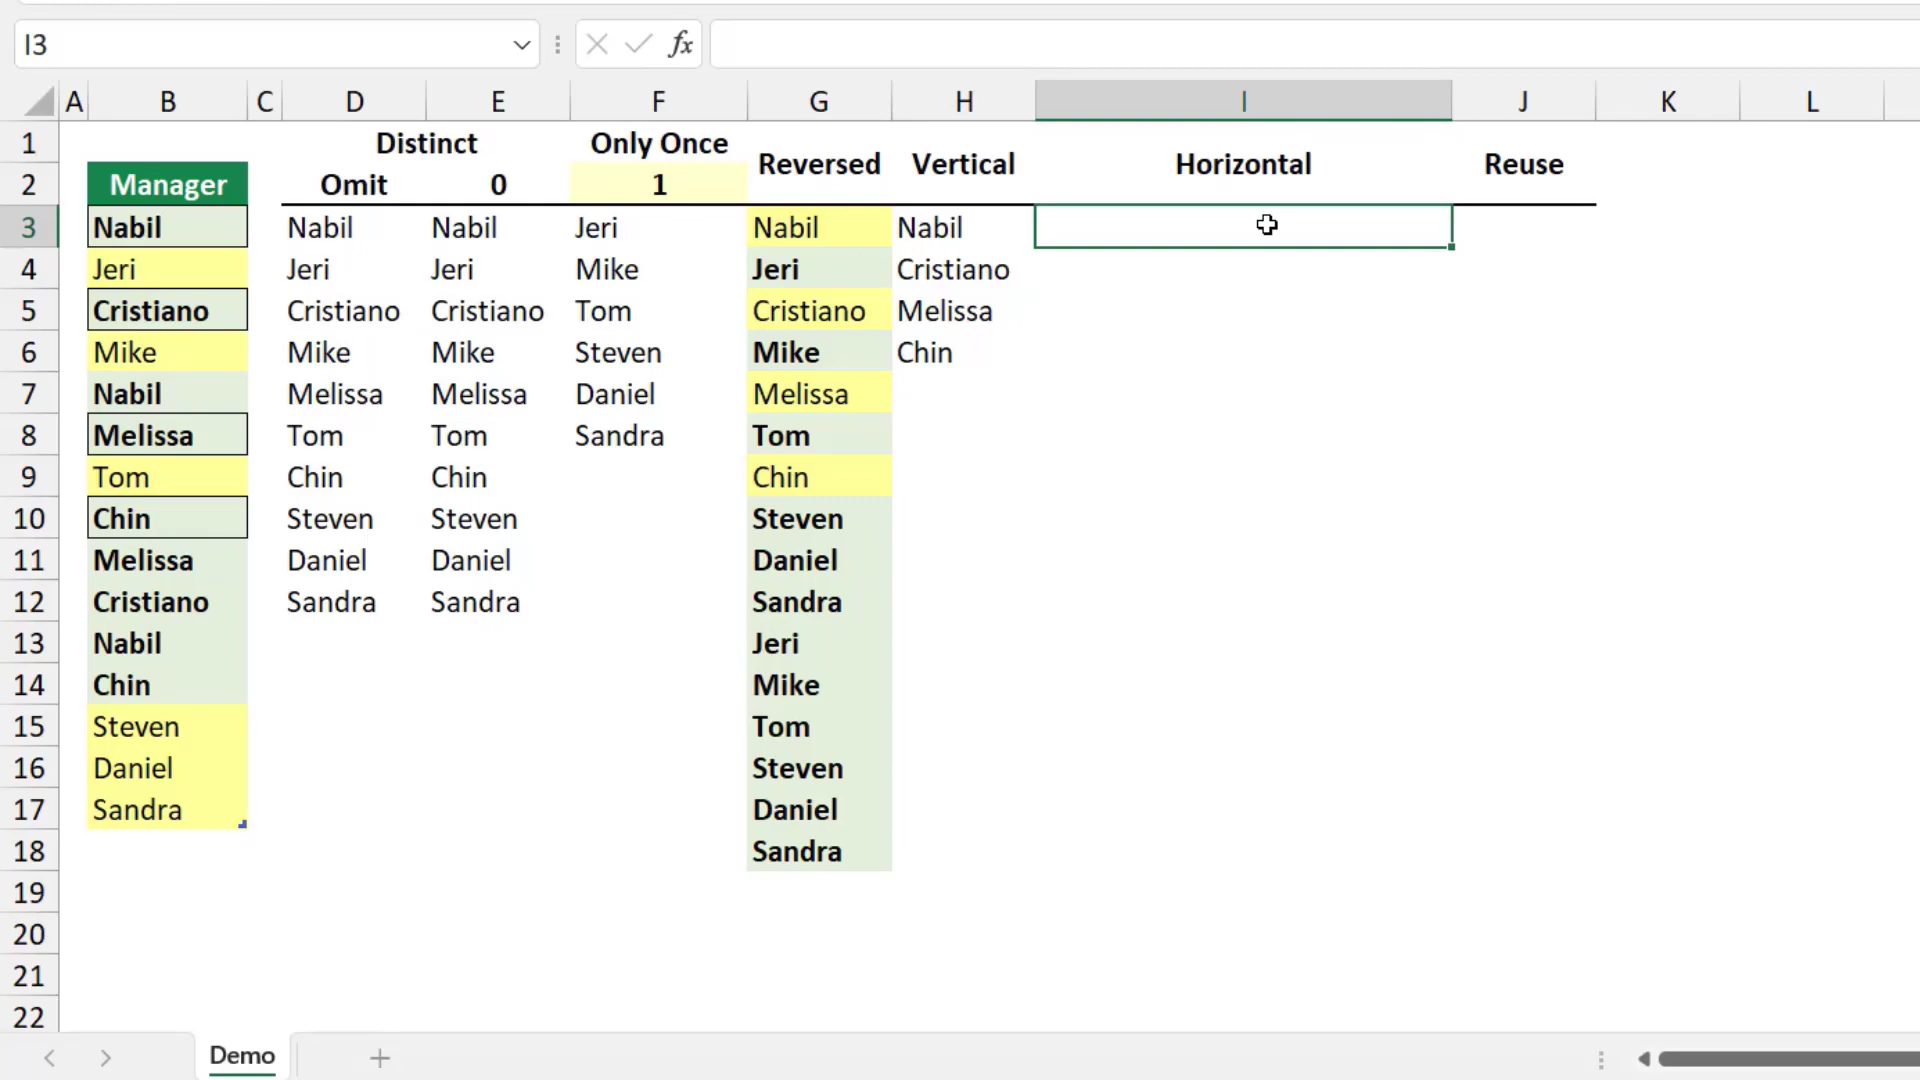 I3
fx
A B C D E F G H I J K L
1 Distinct Only Once Reversed Vertical Horizontal Reuse
2 Manager Omit 0 1
3 Nabil Nabil Nabil Jeri Nabil Nabil
4 Jeri Jeri Jeri Mike Jeri Cristiano
5 Cristiano Cristiano Cristiano Tom Cristiano Melissa
6 Mike Mike Mike Steven Mike Chin
7 Nabil Melissa Melissa Daniel Melissa
8 Melissa Tom Tom Sandra Tom
9 Tom Chin Chin Chin
10 Chin Steven Steven Steven
11 Melissa Daniel Daniel Daniel
12 Cristiano Sandra Sandra Sandra
13 Nabil Jeri
14 Chin Mike
15 Steven Tom
16 Daniel Steven
17 Sandra Daniel
18 Sandra
19
20
21
22
Demo